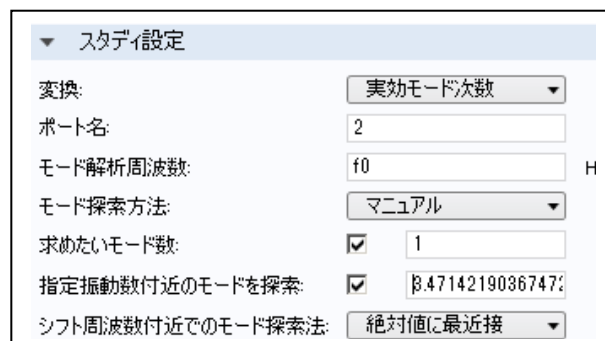 スタディ設定
変換: 実効モード次数
ポート名: 2
モード解析周波数: f0 H
モード探索方法: マニュアル
求めたいモード数: 1
指定振動数付近のモードを探索: 3.4714219036747
シフト周波数付近でのモード探索法: 絶対値に最近接